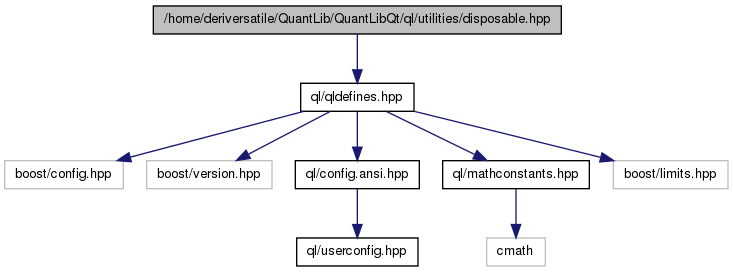 /home/deriversatile/QuantLib/QuantLibQt/ql/utilities/disposable.hpp
ql/qldefines.hpp
boost/config.hpp
boost/version.hpp
ql/config.ansi.hpp
ql/mathconstants.hpp
boost/limits.hpp
ql/userconfig.hpp
cmath